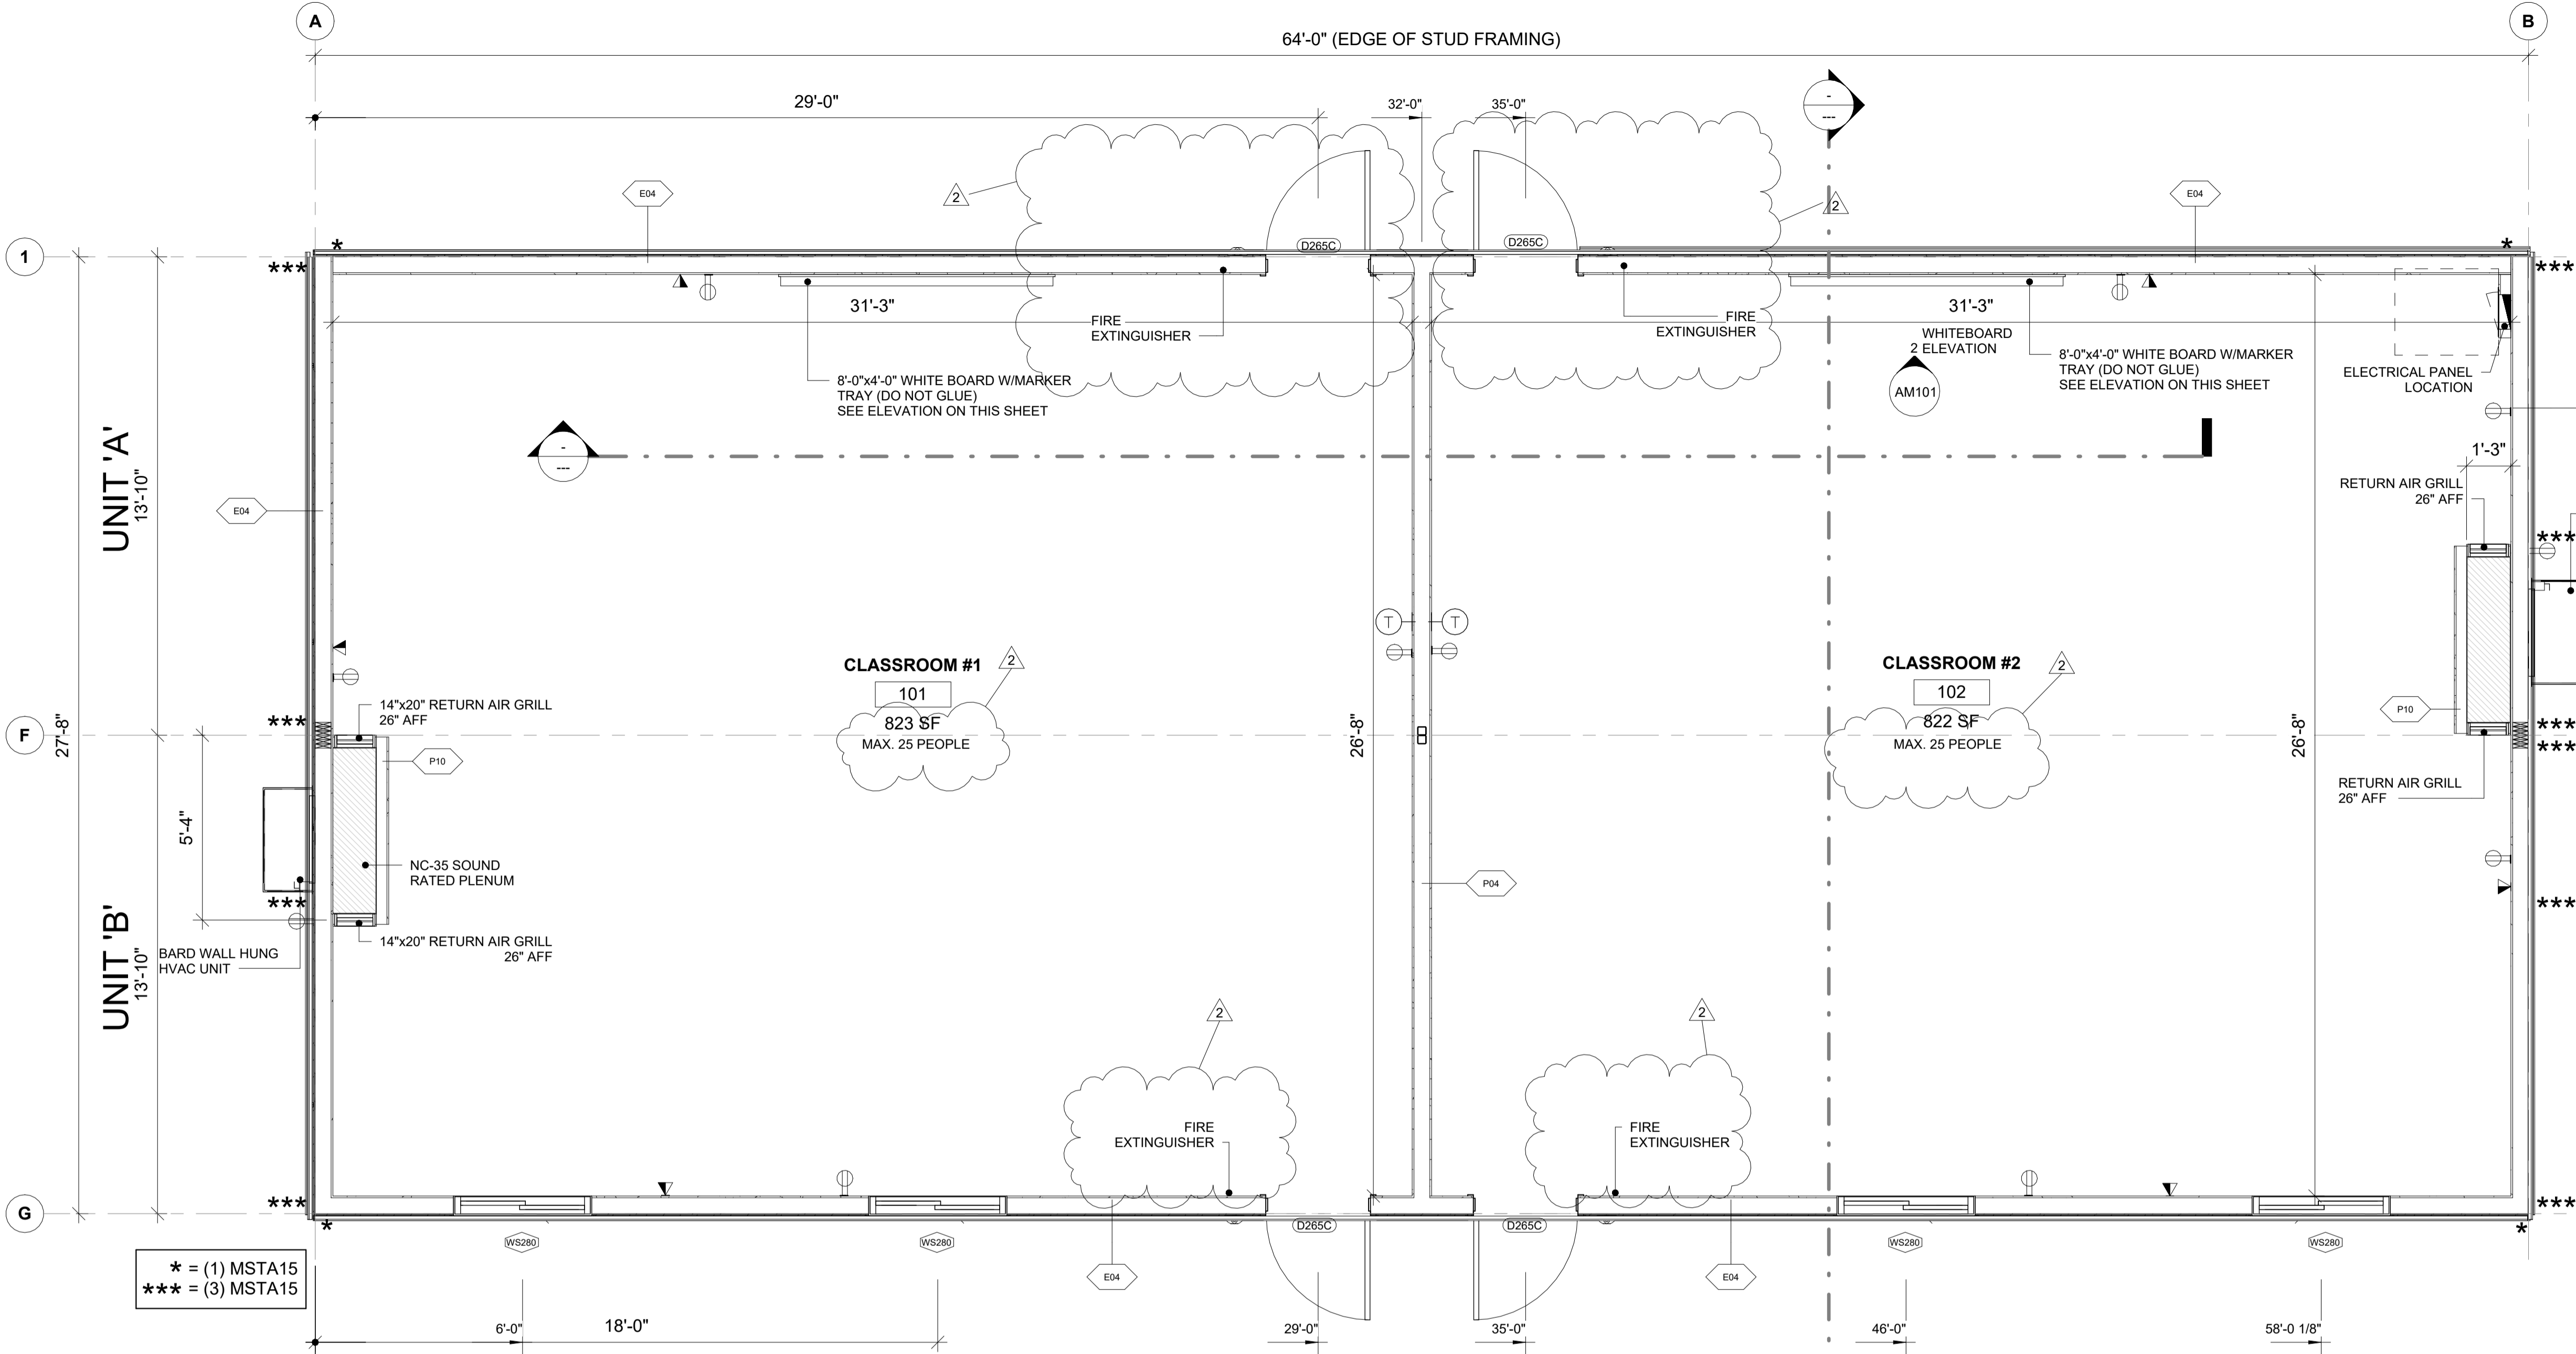 A
B
64'-0" (EDGE OF STUD FRAMING)
29'-0"
32'-0"
35'-0"
-
---
2
E04
2
E04
1
*
D265C
D265C
*
***
***
31'-3"
31'-3"
FIRE
EXTINGUISHER
FIRE
EXTINGUISHER
WHITEBOARD
2 ELEVATION
AM101
8'-0"x4'-0" WHITE BOARD W/MARKER
TRAY (DO NOT GLUE)
SEE ELEVATION ON THIS SHEET
8'-0"x4'-0" WHITE BOARD W/MARKER
TRAY (DO NOT GLUE)
SEE ELEVATION ON THIS SHEET
ELECTRICAL PANEL
LOCATION
-
---
1'-3"
UNIT 'A'
13'-10"
E04
RETURN AIR GRILL
26" AFF
***
T
T
CLASSROOM #1
2
101
823 SF
MAX. 25 PEOPLE
CLASSROOM #2
2
102
822 SF
MAX. 25 PEOPLE
14"x20" RETURN AIR GRILL
26" AFF
***
F
27'-8"
26'-8"
26'-8"
P10
P10
***
***
RETURN AIR GRILL
26" AFF
5'-4"
NC-35 SOUND
RATED PLENUM
P04
***
***
UNIT 'B'
13'-10"
14"x20" RETURN AIR GRILL
26" AFF
BARD WALL HUNG
HVAC UNIT
2
2
FIRE
EXTINGUISHER
FIRE
EXTINGUISHER
***
***
G
*
D265C
D265C
*
WS280
WS280
WS280
WS280
E04
E04
* = (1) MSTA15
*** = (3) MSTA15
6'-0"
18'-0"
29'-0"
35'-0"
46'-0"
58'-0 1/8"